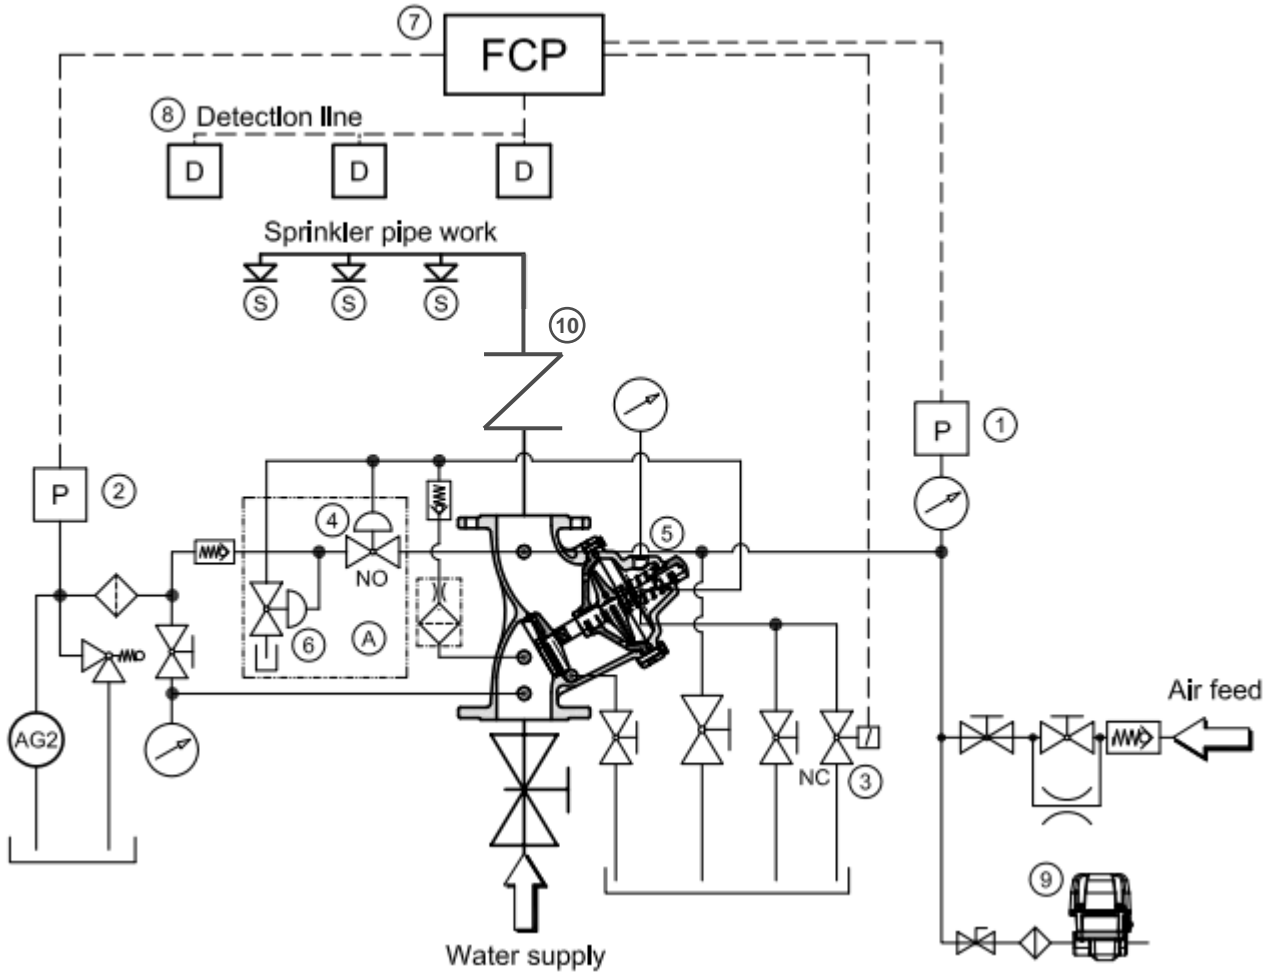 7
FCP
8 Detection line
D
D
D
Sprinkler pipe work
S
S
S
10
P
1
P
2
4
5
NO
6
A
AG2
NC
3
Air feed
9
Water supply